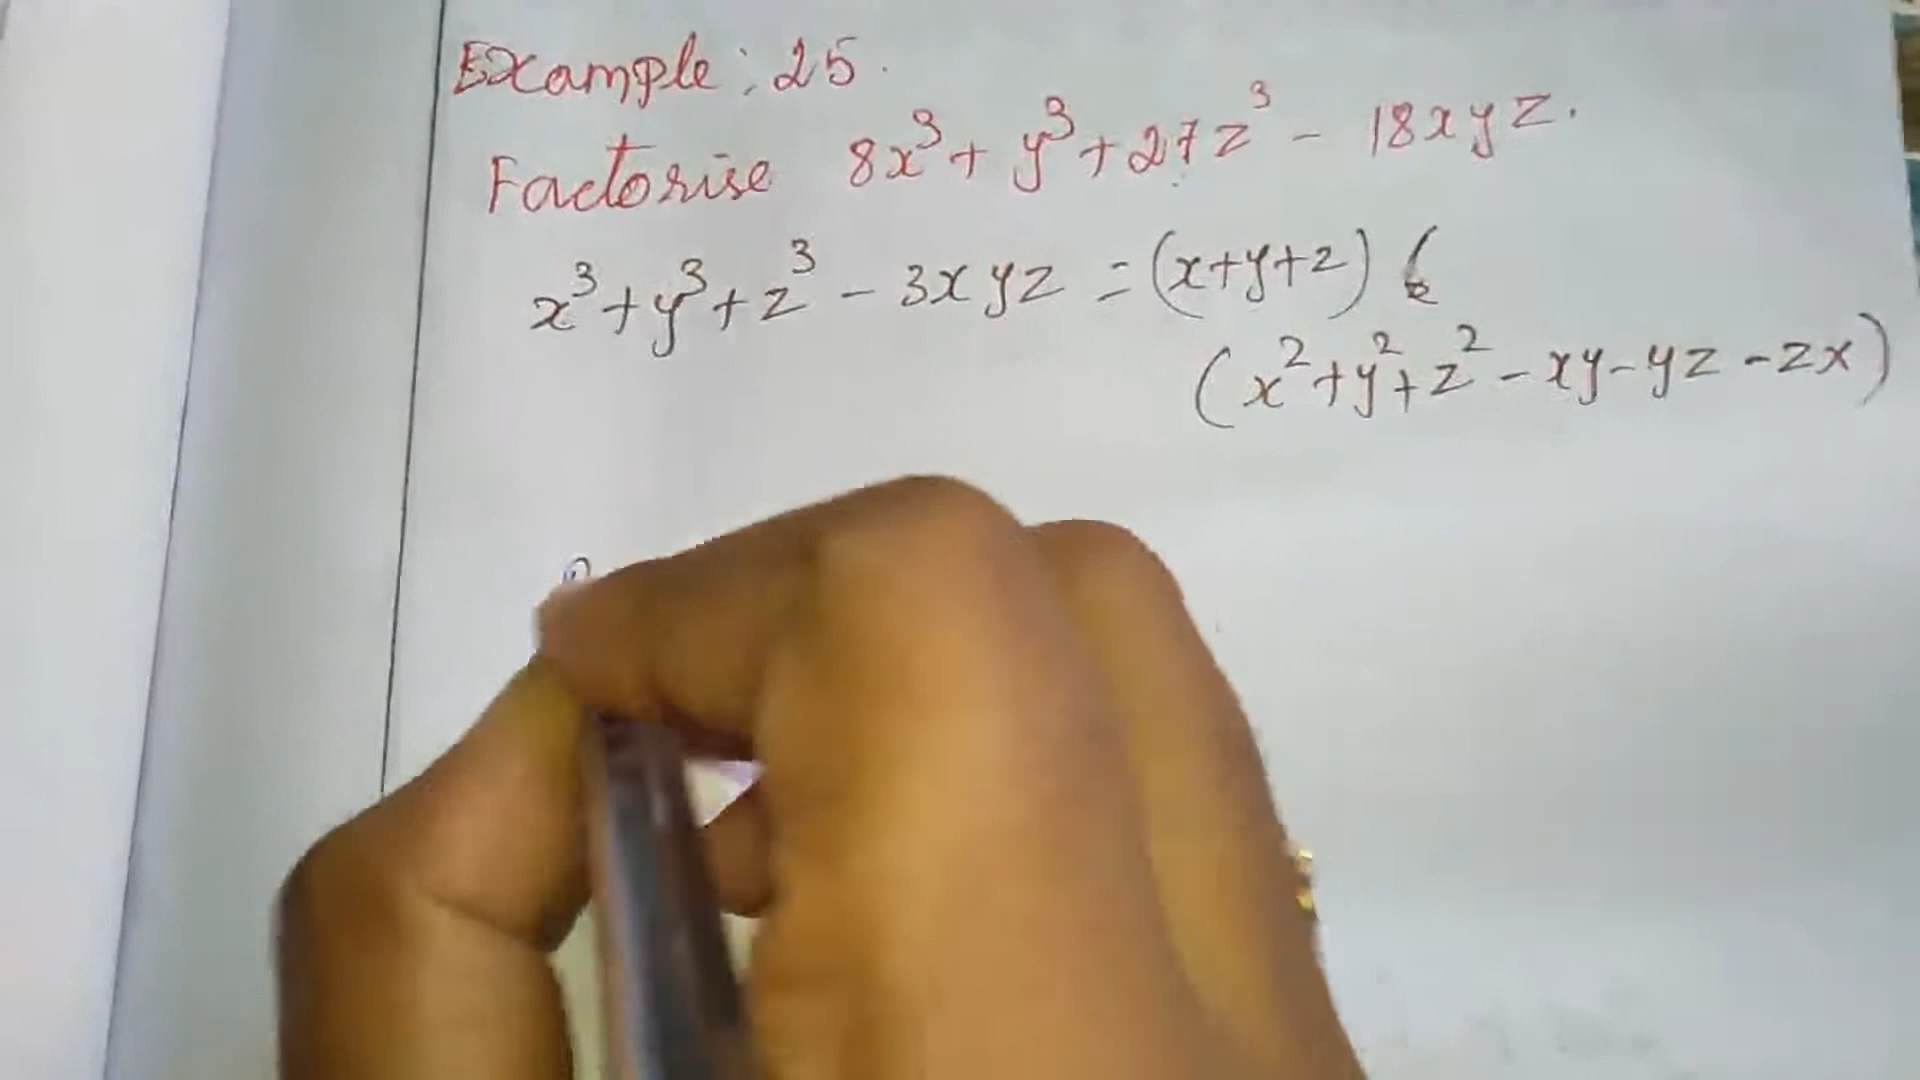 Example: 25.
Factorise 8x³ + y³ + 27z³ - 18xyz.
x³ + y³ + z³ - 3xyz = (x+y+z) (
(x² + y² + z² - xy - yz - zx)